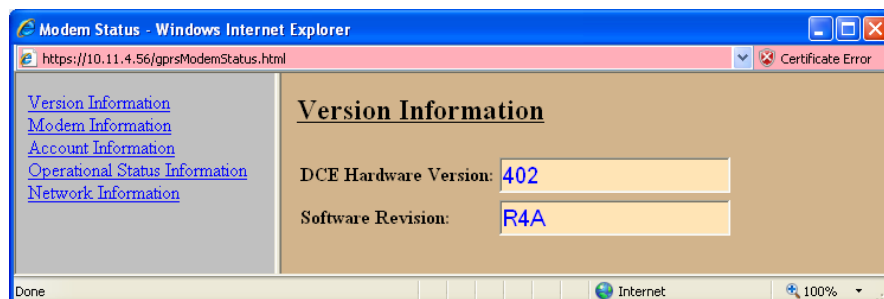 Modem Status - Windows Internet Explorer
https://10.11.4.56/gprsModemStatus.html
Certificate Error
Version Information
Modem Information
Account Information
Operational Status Information
Network Information
Version Information
DCE Hardware Version: 402
Software Revision: R4A
Done
Internet
100%